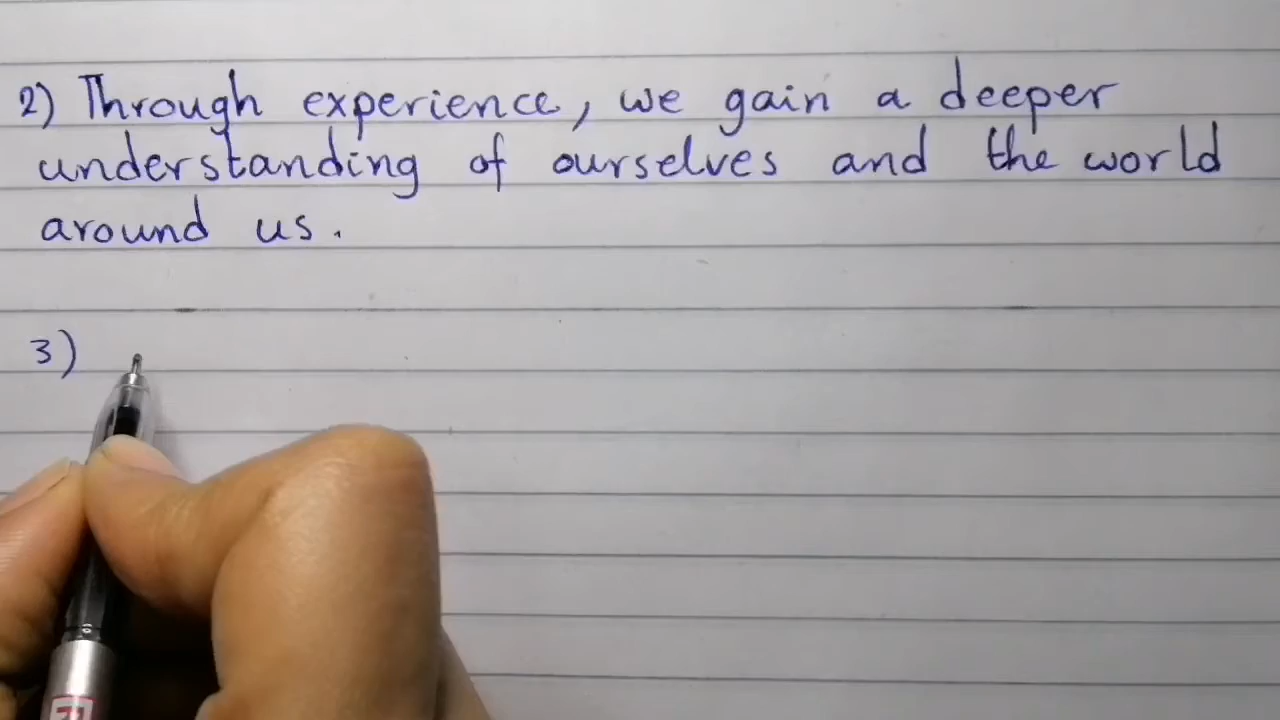 2) Through experience, we gain a deeper
understanding of ourselves and the world
around us.
3)